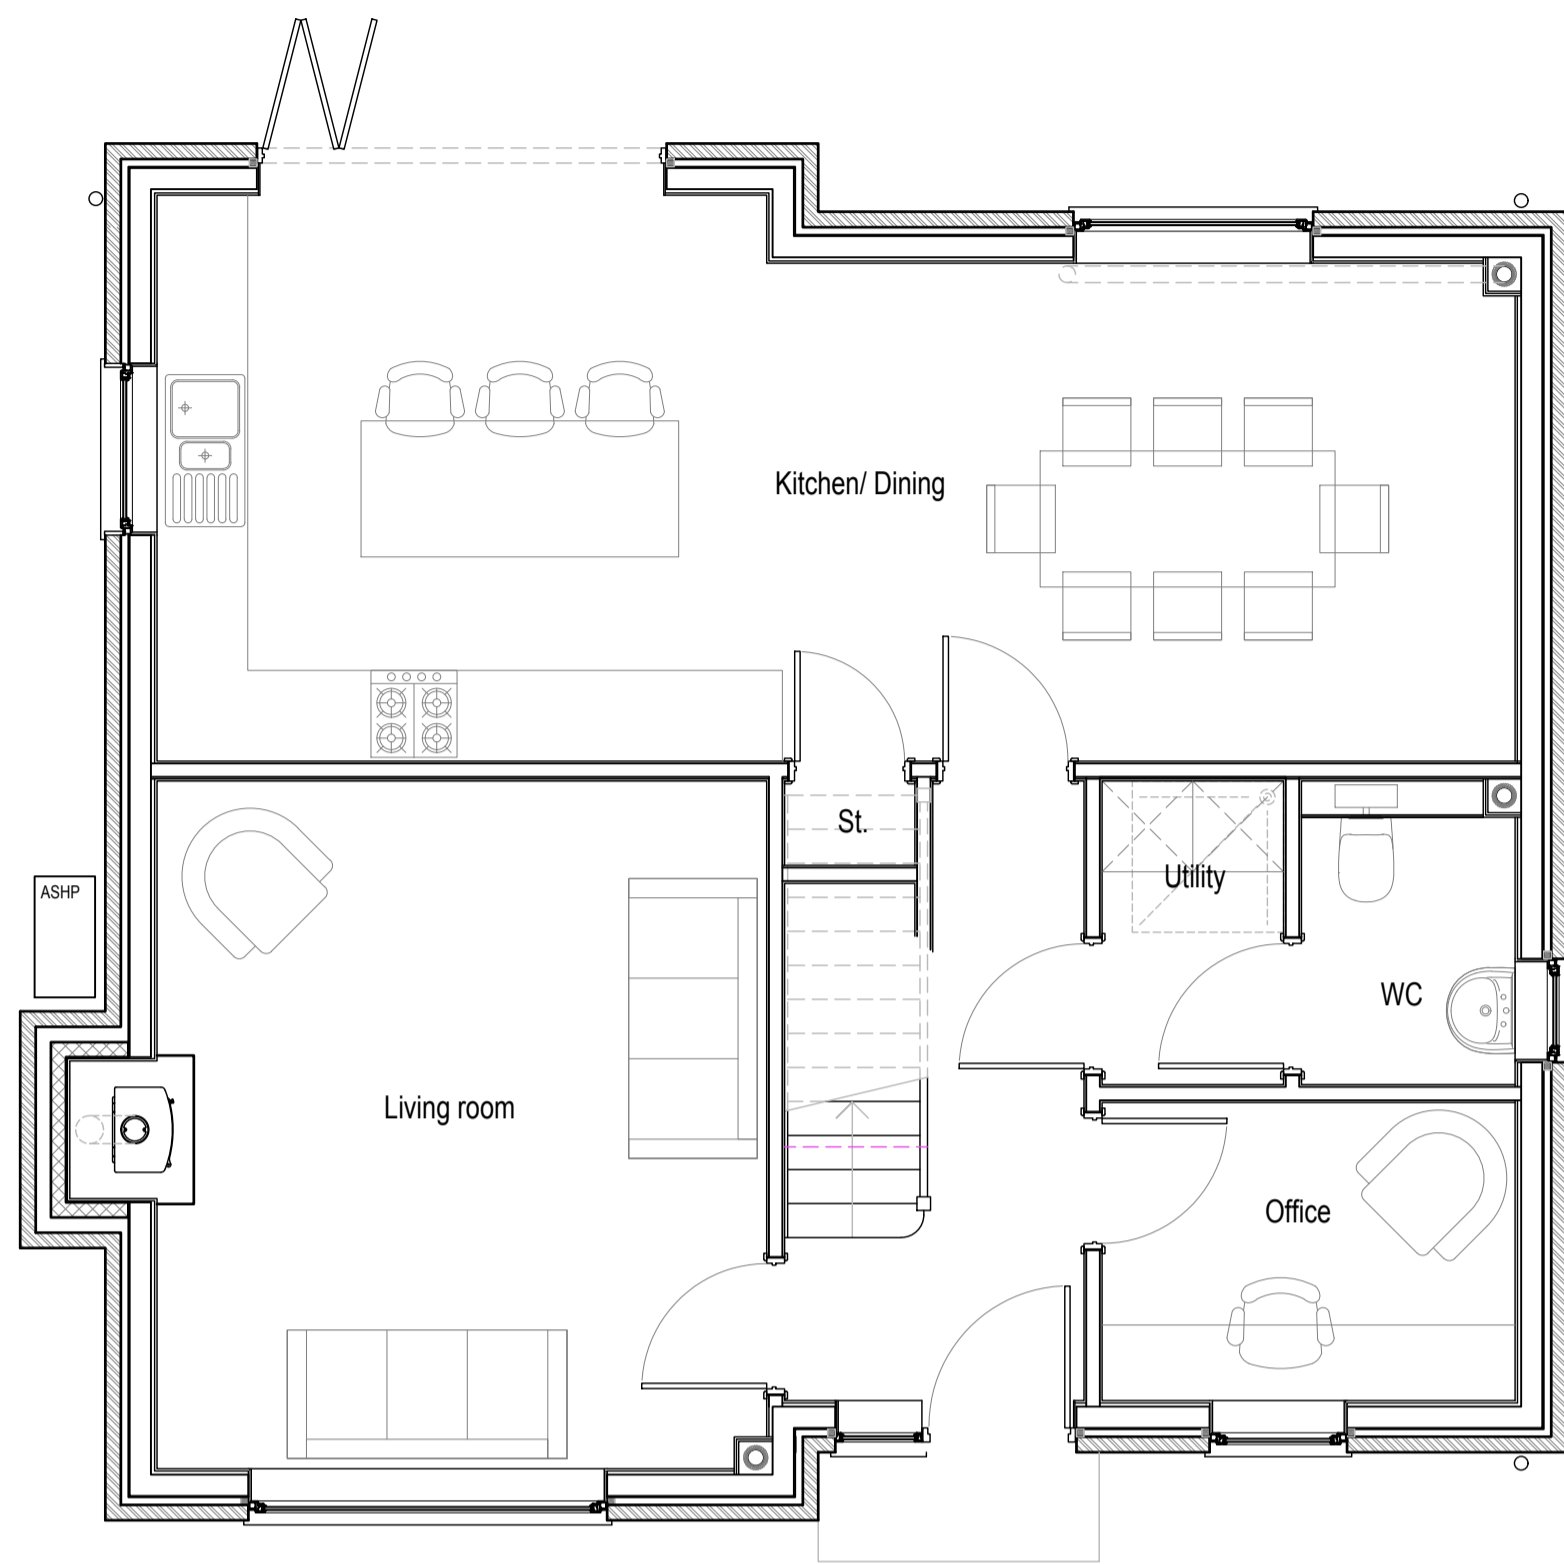 Kitchen/ Dining
St.
Utility
ASHP
WC
Living room
Office